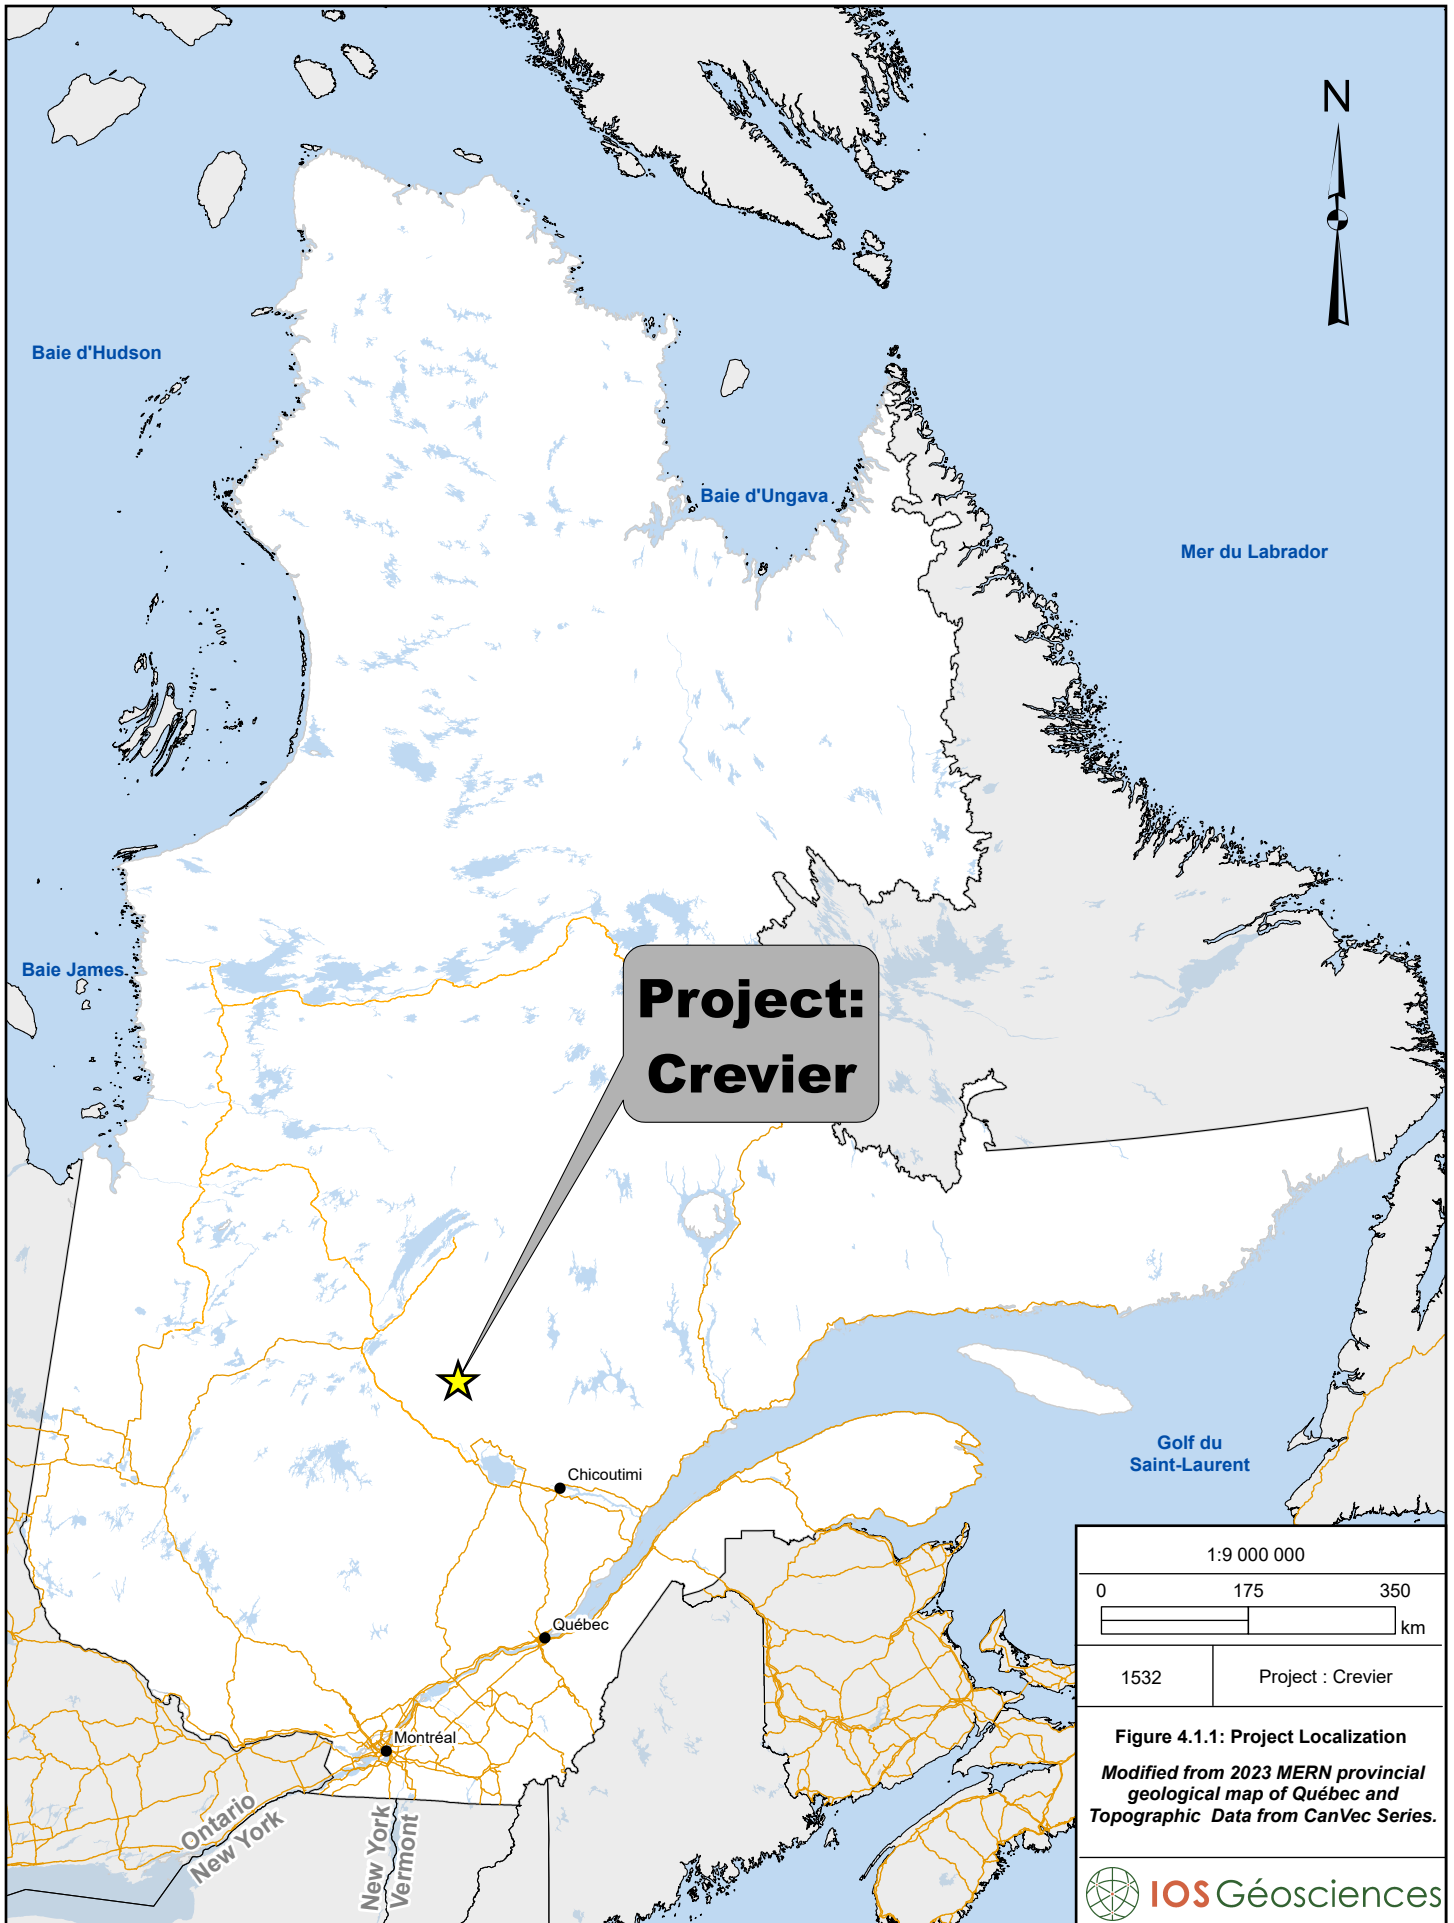 N
Baie d'Hudson
Baie d'Ungava
Mer du Labrador
Baie James
Project:
Crevier
Golf du
Saint-Laurent
Chicoutimi
Québec
Montréal
Ontario
New York
New York
Vermont
1:9 000 000
0 175 350
km
1532 Project : Crevier
Figure 4.1.1: Project Localization
Modified from 2023 MERN provincial
geological map of Québec and
Topographic Data from CanVec Series.
IOS Géosciences